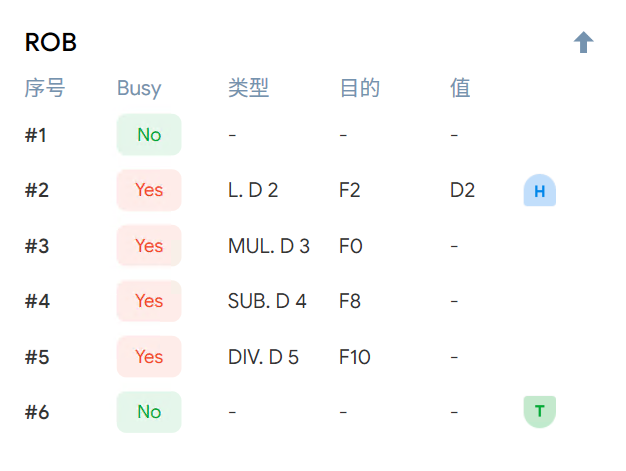 ROB
序号 Busy 类型 目的 值
#1 No - - -
#2 Yes L. D 2 F2 D2 H
#3 Yes MUL. D 3 F0 -
#4 Yes SUB. D 4 F8 -
#5 Yes DIV. D 5 F10 -
#6 No - - - T